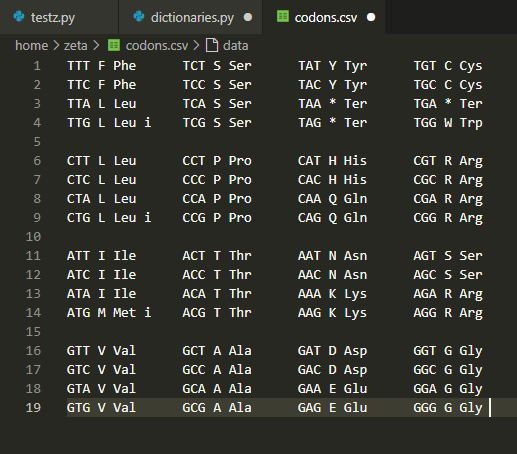 testz.py dictionaries.py codons.csv
home > zeta > codons.csv > data
1 TTT F Phe TCT S Ser TAT Y Tyr TGT C Cys
2 TTC F Phe TCC S Ser TAC Y Tyr TGC C Cys
3 TTA L Leu TCA S Ser TAA * Ter TGA * Ter
4 TTG L Leu i TCG S Ser TAG * Ter TGG W Trp
5
6 CTT L Leu CCT P Pro CAT H His CGT R Arg
7 CTC L Leu CCC P Pro CAC H His CGC R Arg
8 CTA L Leu CCA P Pro CAA Q Gln CGA R Arg
9 CTG L Leu i CCG P Pro CAG Q Gln CGG R Arg
10
11 ATT I Ile ACT T Thr AAT N Asn AGT S Ser
12 ATC I Ile ACC T Thr AAC N Asn AGC S Ser
13 ATA I Ile ACA T Thr AAA K Lys AGA R Arg
14 ATG M Met i ACG T Thr AAG K Lys AGG R Arg
15
16 GTT V Val GCT A Ala GAT D Asp GGT G Gly
17 GTC V Val GCC A Ala GAC D Asp GGC G Gly
18 GTA V Val GCA A Ala GAA E Glu GGA G Gly
19 GTG V Val GCG A Ala GAG E Glu GGG G Gly